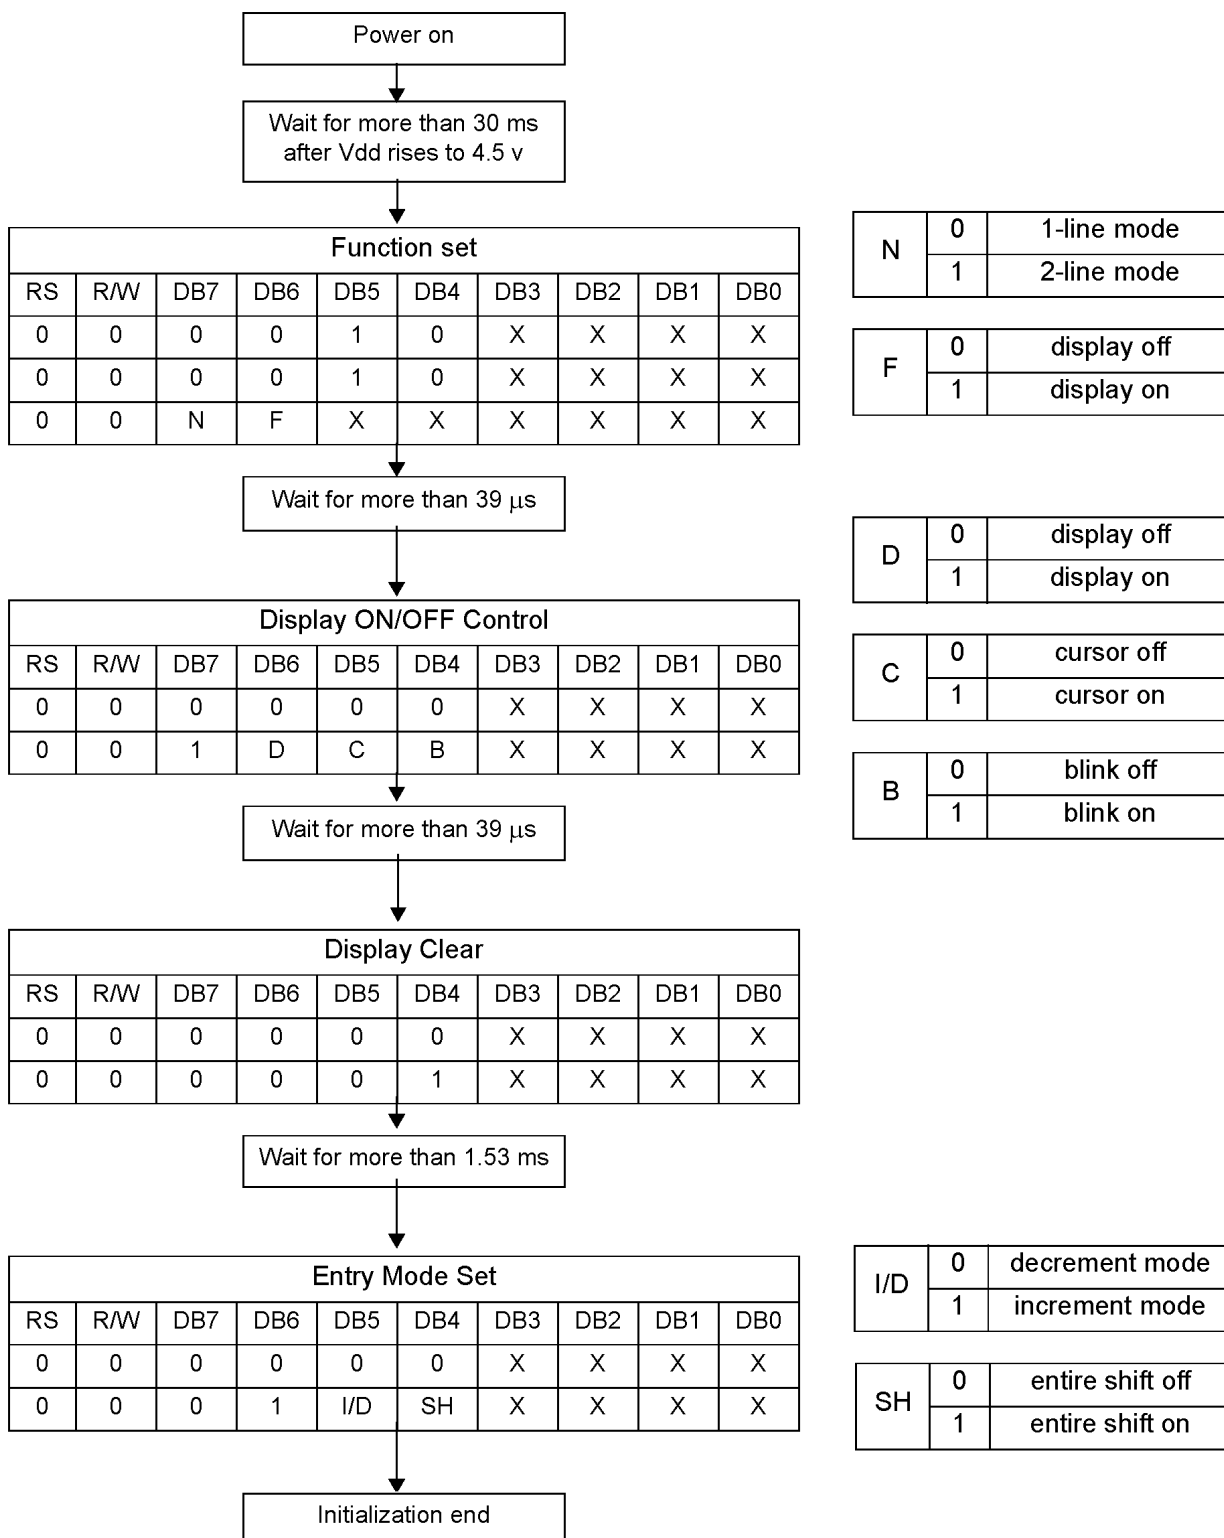 Power on
Wait for more than 30 ms
after Vdd rises to 4.5 v
Function set
RS R/W DB7 DB6 DB5 DB4 DB3 DB2 DB1 DB0
0 0 0 0 1 0 X X X X
0 0 0 0 1 0 X X X X
0 0 N F X X X X X X
N
0 1-line mode
1 2-line mode
F
0 display off
1 display on
Wait for more than 39 μs
Display ON/OFF Control
RS R/W DB7 DB6 DB5 DB4 DB3 DB2 DB1 DB0
0 0 0 0 0 0 X X X X
0 0 1 D C B X X X X
D
0 display off
1 display on
C
0 cursor off
1 cursor on
B
0 blink off
1 blink on
Wait for more than 39 μs
Display Clear
RS R/W DB7 DB6 DB5 DB4 DB3 DB2 DB1 DB0
0 0 0 0 0 0 X X X X
0 0 0 0 0 1 X X X X
Wait for more than 1.53 ms
Entry Mode Set
RS R/W DB7 DB6 DB5 DB4 DB3 DB2 DB1 DB0
0 0 0 0 0 0 X X X X
0 0 0 1 I/D SH X X X X
I/D
0 decrement mode
1 increment mode
SH
0 entire shift off
1 entire shift on
Initialization end